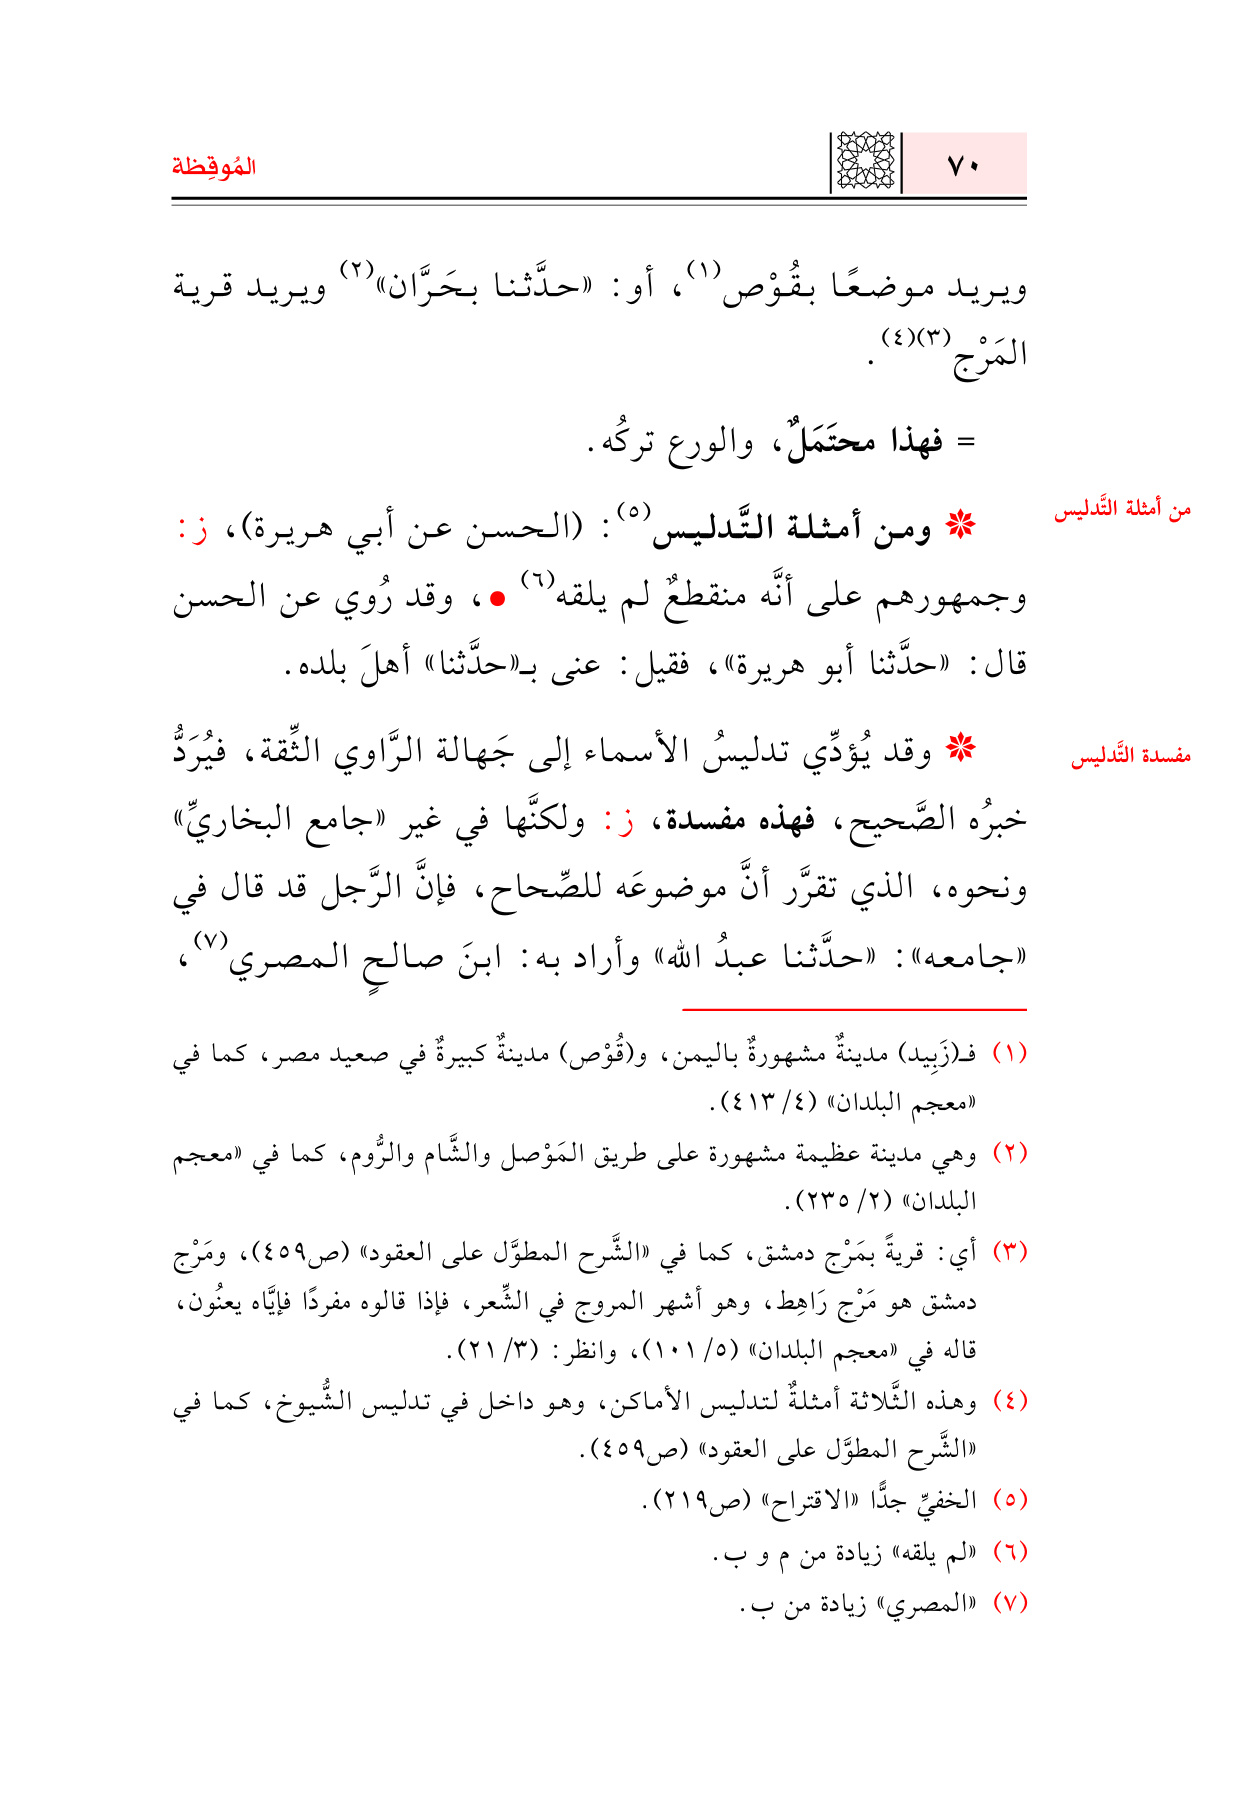 ٧٠
المُوقِظة
ويريد موضعًا بقُوْص(١)، أو: «حدَّثنا بحَرَّان»(٢) ويريد قرية
المَرْج(٣)(٤).
= فهذا محتَمَلٌ، والورع تركُه.
من أمثلة التَّدليس
ومن أمثلة التَّدليس(٥): (الحسن عن أبي هريرة)، ز:
وجمهورهم على أنَّه منقطعٌ لم يلقه(٦) ●، وقد رُوي عن الحسن
قال: «حدَّثنا أبو هريرة»، فقيل: عنى بـ«حدَّثنا» أهلَ بلده.
مفسدة التَّدليس
وقد يُؤدِّي تدليسُ الأسماء إلى جَهالة الرَّاوي الثِّقة، فيُرَدُّ
خبرُه الصَّحيح، فهذه مفسدة، ز: ولكنَّها في غير «جامع البخاريِّ»
ونحوه، الذي تقرَّر أنَّ موضوعَه للصِّحاح، فإنَّ الرَّجل قد قال في
«جامعه»: «حدَّثنا عبدُ الله» وأراد به: ابنَ صالحٍ المصري(٧)،
(١) فـ(زَبِيد) مدينةٌ مشهورةٌ باليمن، و(قُوْص) مدينةٌ كبيرةٌ في صعيد مصر، كما في
«معجم البلدان» (٤/ ٤١٣).
(٢) وهي مدينة عظيمة مشهورة على طريق المَوْصل والشَّام والرُّوم، كما في «معجم
البلدان» (٢/ ٢٣٥).
(٣) أي: قريةً بمَرْج دمشق، كما في «الشَّرح المطوَّل على العقود» (ص٤٥٩)، ومَرْج
دمشق هو مَرْج رَاهِط، وهو أشهر المروج في الشِّعر، فإذا قالوه مفردًا فإيَّاه يعنُون،
قاله في «معجم البلدان» (٥/ ١٠١)، وانظر: (٣/ ٢١).
(٤) وهذه الثَّلاثة أمثلةٌ لتدليس الأماكن، وهو داخل في تدليس الشُّيوخ، كما في
«الشَّرح المطوَّل على العقود» (ص٤٥٩).
(٥) الخفيِّ جدًّا «الاقتراح» (ص٢١٩).
(٦) «لم يلقه» زيادة من م و ب.
(٧) «المصري» زيادة من ب.